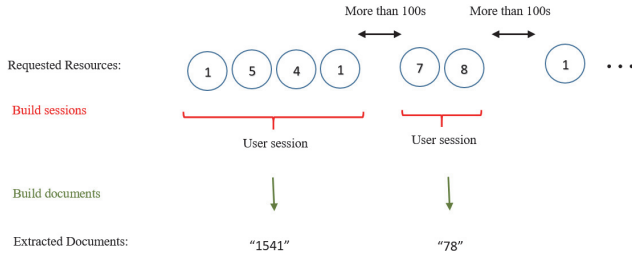 More than 100s More than 100s
Requested Resources: 1 5 4 1 7 8 1 ...
Build sessions
User session User session
Build documents
Extracted Documents: “1541” “78”